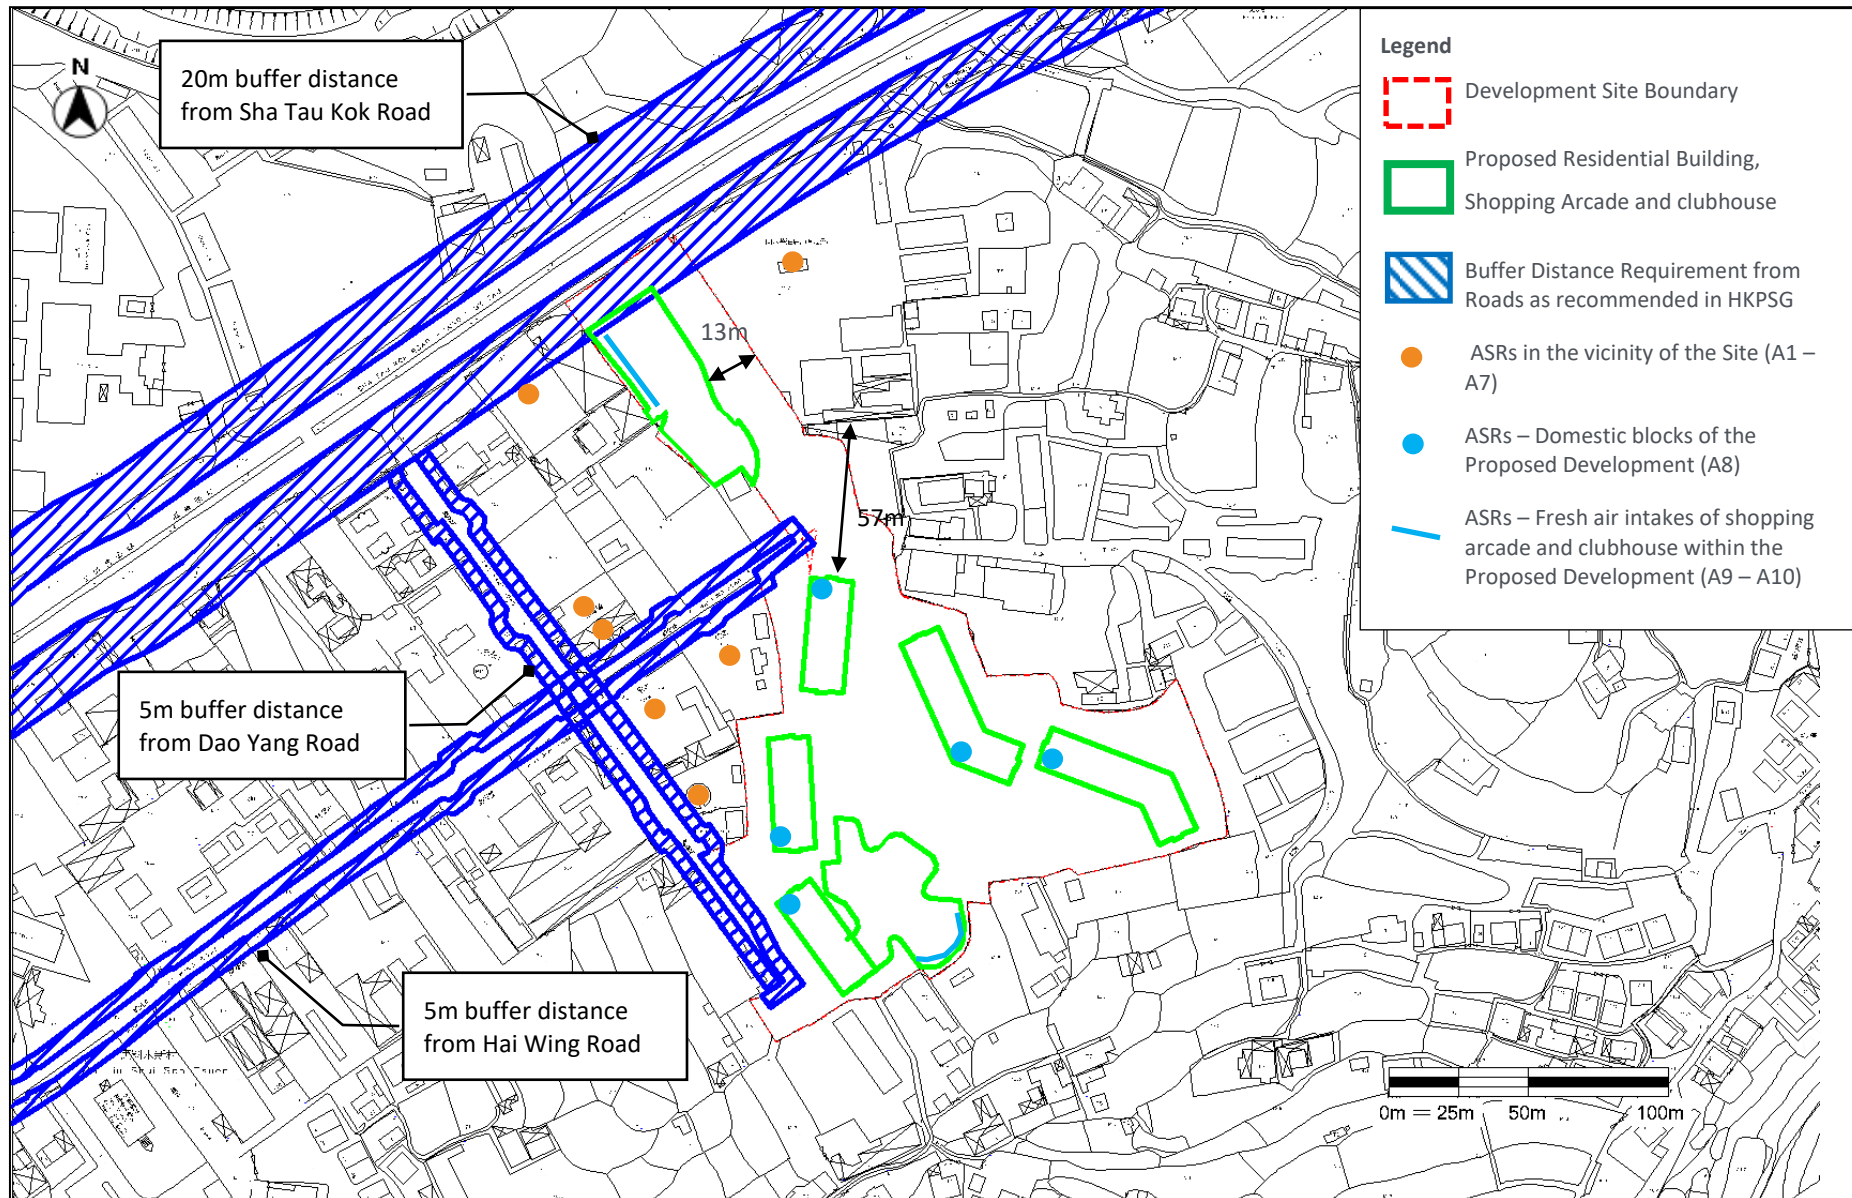 N
20m buffer distance
from Sha Tau Kok Road
13m
57m
5m buffer distance
from Dao Yang Road
5m buffer distance
from Hai Wing Road
SHA TAU KOK ROAD
Legend
Development Site Boundary
Proposed Residential Building,
Shopping Arcade and clubhouse
Buffer Distance Requirement from
Roads as recommended in HKPSG
ASRs in the vicinity of the Site (A1 –
A7)
ASRs – Domestic blocks of the
Proposed Development (A8)
ASRs – Fresh air intakes of shopping
arcade and clubhouse within the
Proposed Development (A9 – A10)
0m = 25m 50m 100m